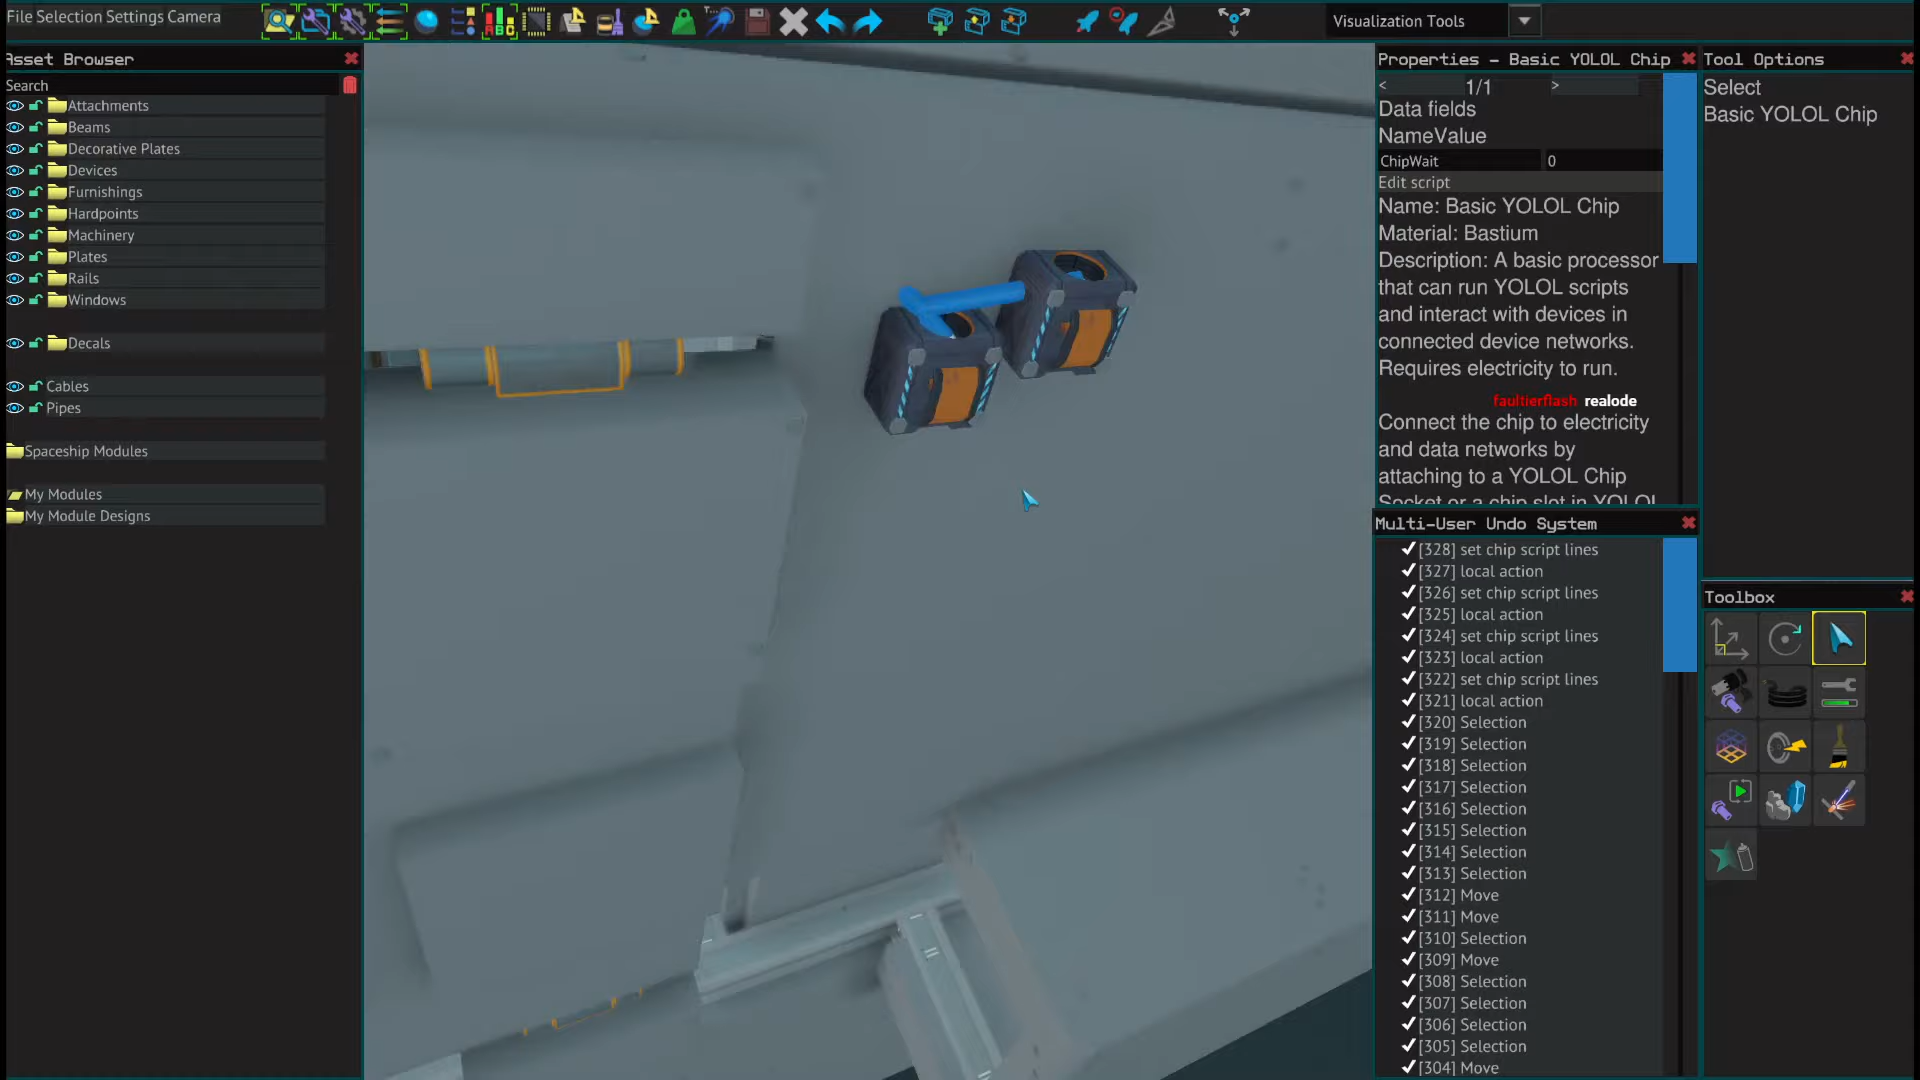 File Selection Settings Camera
Visualization Tools
Asset Browser
Search
Attachments
Beams
Decorative Plates
Devices
Furnishings
Hardpoints
Machinery
Plates
Rails
Windows
Decals
Cables
Pipes
Spaceship Modules
My Modules
My Module Designs
Properties - Basic YOLOL Chip
< 1/1 >
Data fields
NameValue
ChipWait 0
Edit script
Name: Basic YOLOL Chip
Material: Bastium
Description: A basic processor
that can run YOLOL scripts
and interact with devices in
connected device networks.
Requires electricity to run.
faultierflash realode
Connect the chip to electricity
and data networks by
attaching to a YOLOL Chip
Socket or a chip slot in YOLOL
Multi-User Undo System
[328] set chip script lines
[327] local action
[326] set chip script lines
[325] local action
[324] set chip script lines
[323] local action
[322] set chip script lines
[321] local action
[320] Selection
[319] Selection
[318] Selection
[317] Selection
[316] Selection
[315] Selection
[314] Selection
[313] Selection
[312] Move
[311] Move
[310] Selection
[309] Move
[308] Selection
[307] Selection
[306] Selection
[305] Selection
[304] Move
Tool Options
Select
Basic YOLOL Chip
Toolbox